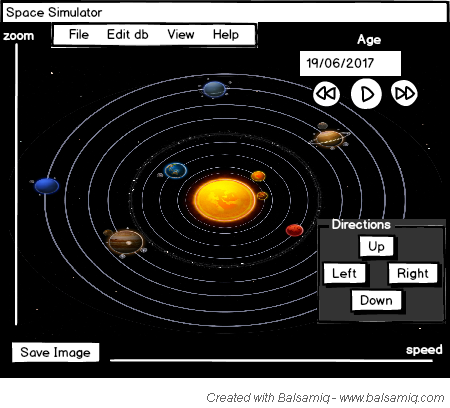 Space Simulator
zoom
File Edit db View Help
Age
19/06/2017
Directions
Up
Left Right
Down
Save Image
speed
Created with Balsamiq - www.balsamiq.com